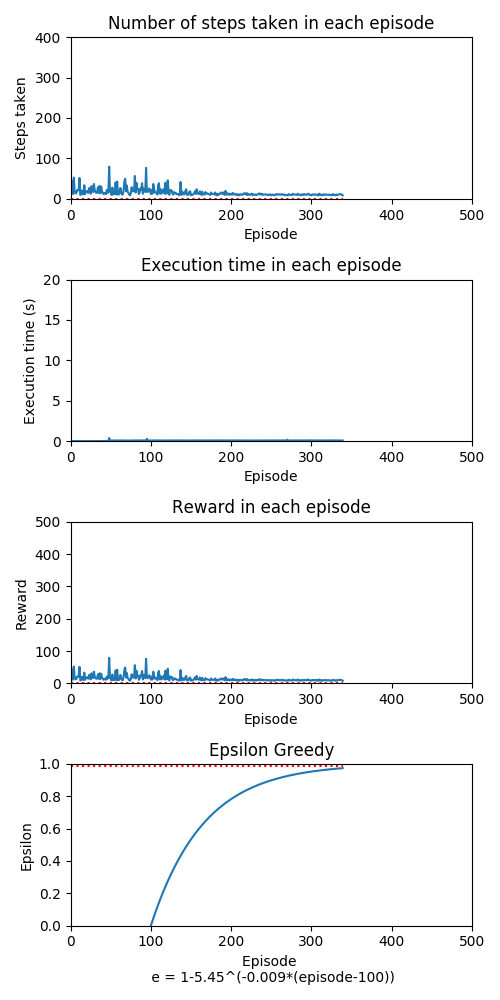 Number of steps taken in each episode
400
300
200
100
0
Steps taken
0 100 200 300 400 500
Episode
Execution time in each episode
20
15
10
5
0
Execution time (s)
0 100 200 300 400 500
Episode
Reward in each episode
500
400
300
200
100
0
Reward
0 100 200 300 400 500
Episode
Epsilon Greedy
1.0
0.8
0.6
0.4
0.2
0.0
Epsilon
0 100 200 300 400 500
Episode
e = 1-5.45^(-0.009*(episode-100))